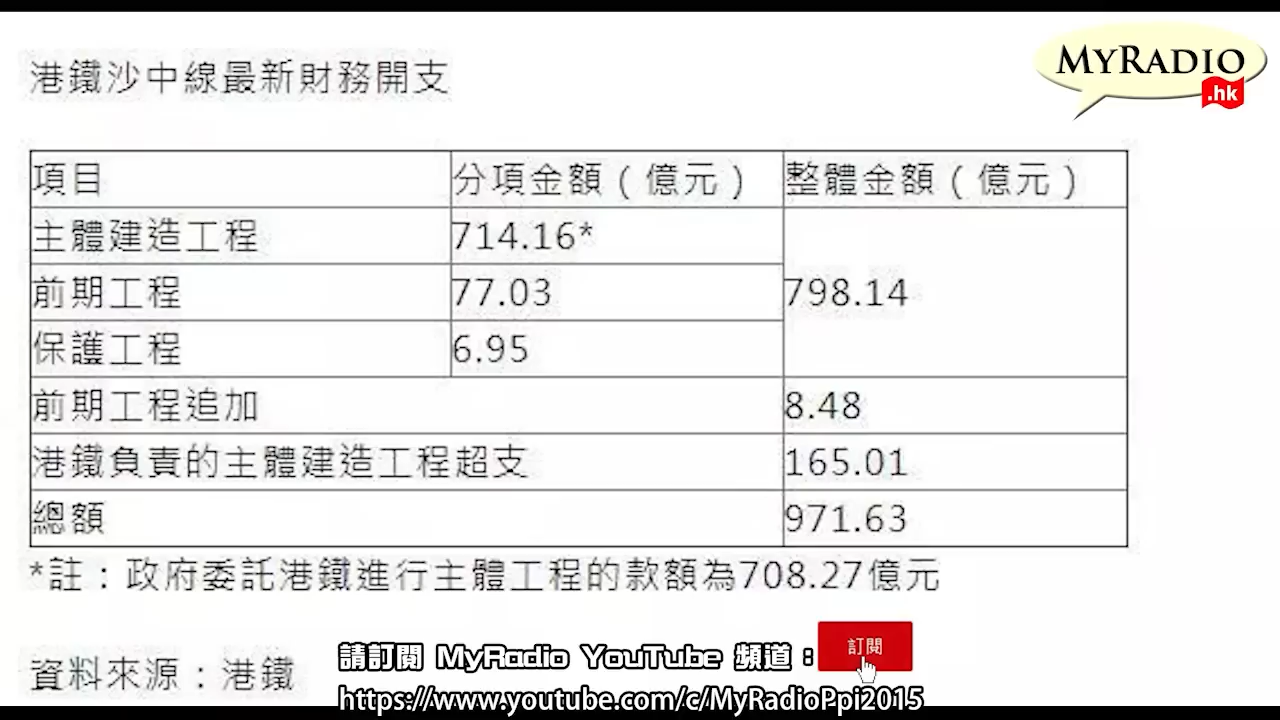 港鐵沙中線最新財務開支
MYRADIO
.hk
項目 分項金額（億元） 整體金額（億元）
主體建造工程 714.16*
前期工程 77.03 798.14
保護工程 6.95
前期工程追加 8.48
港鐵負責的主體建造工程超支 165.01
總額 971.63
*註：政府委託港鐵進行主體工程的款額為708.27億元
資料來源：港鐵
請訂閱 MyRadio YouTube 頻道：
訂閱
https://www.youtube.com/c/MyRadioPpi2015